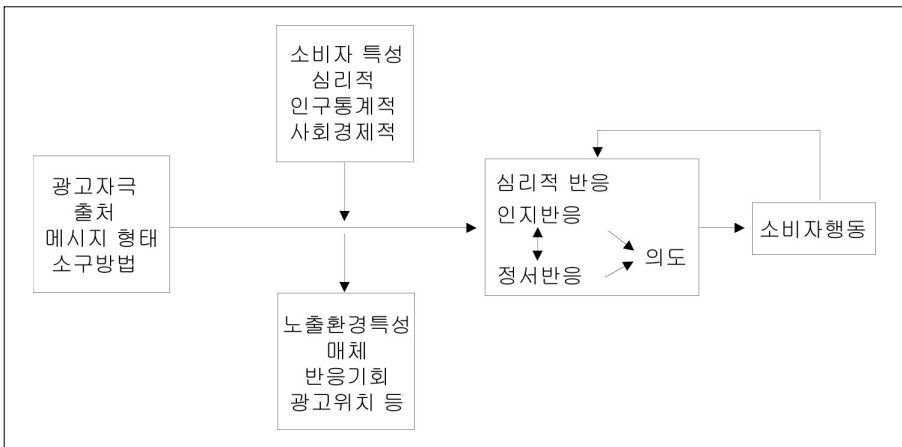 소비자 특성
심리적
인구통계적
사회경제적
광고자극
출처
메시지 형태
소구방법
심리적 반응
인지반응
정서반응
의도
소비자행동
노출환경특성
매체
반응기회
광고위치 등